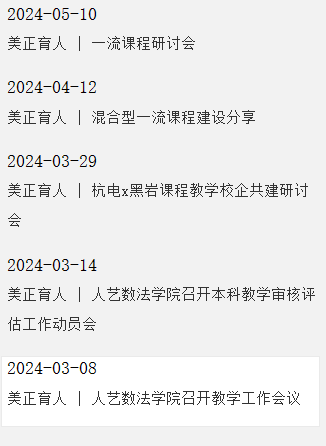 2024-05-10
美正育人 | 一流课程研讨会
2024-04-12
美正育人 | 混合型一流课程建设分享
2024-03-29
美正育人 | 杭电x黑岩课程教学校企共建研讨
会
2024-03-14
美正育人 | 人艺数法学院召开本科教学审核评
估工作动员会
2024-03-08
美正育人 | 人艺数法学院召开教学工作会议